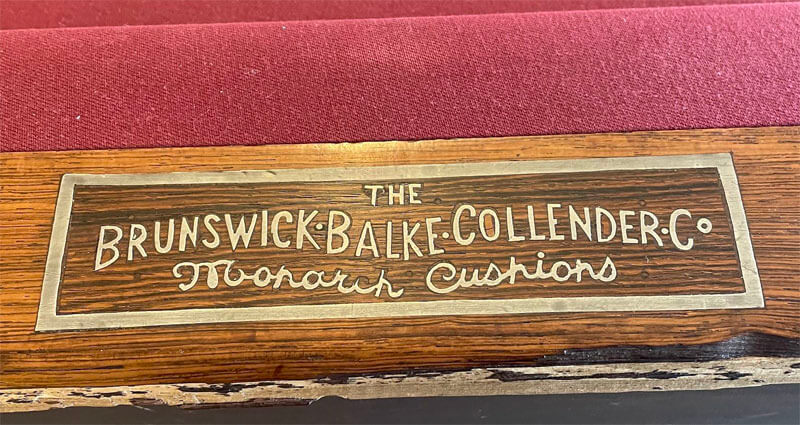 THE
BRUNSWICK·BALKE·COLLENDER·Co
Monarch Cushions